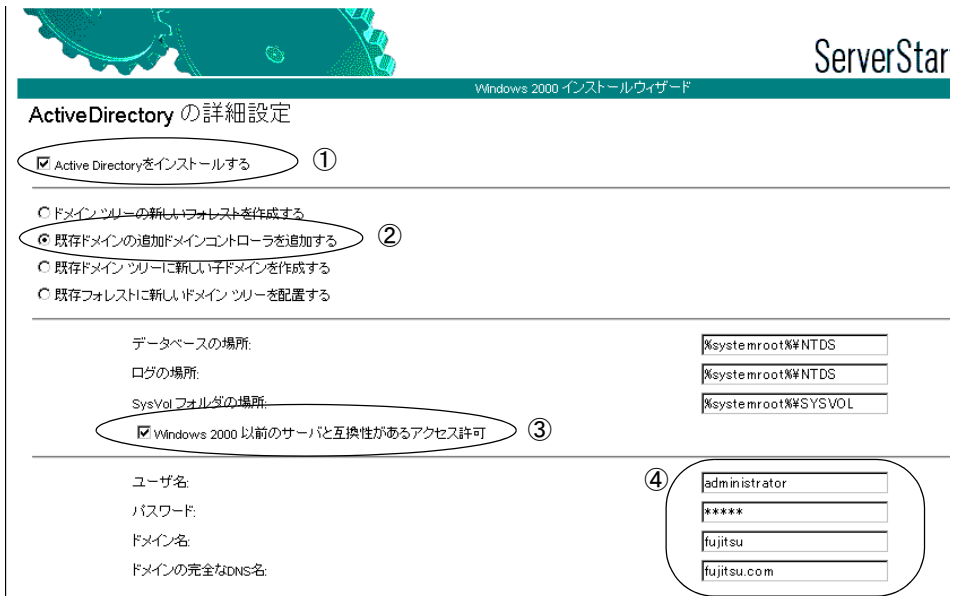 ServerStar
Windows 2000 インストールウィザード
ActiveDirectory の詳細設定
Active Directoryをインストールする ①
ドメイン ツリーの新しいフォレストを作成する
既存ドメインの追加ドメインコントローラを追加する ②
既存ドメイン ツリーに新しい子ドメインを作成する
既存フォレストに新しいドメイン ツリーを配置する
データベースの場所: %systemroot%¥NTDS
ログの場所: %systemroot%¥NTDS
SysVol フォルダの場所: %systemroot%¥SYSVOL
Windows 2000 以前のサーバと互換性があるアクセス許可 ③
ユーザ名: ④ administrator
パスワード: *****
ドメイン名: fujitsu
ドメインの完全なDNS名: fujitsu.com